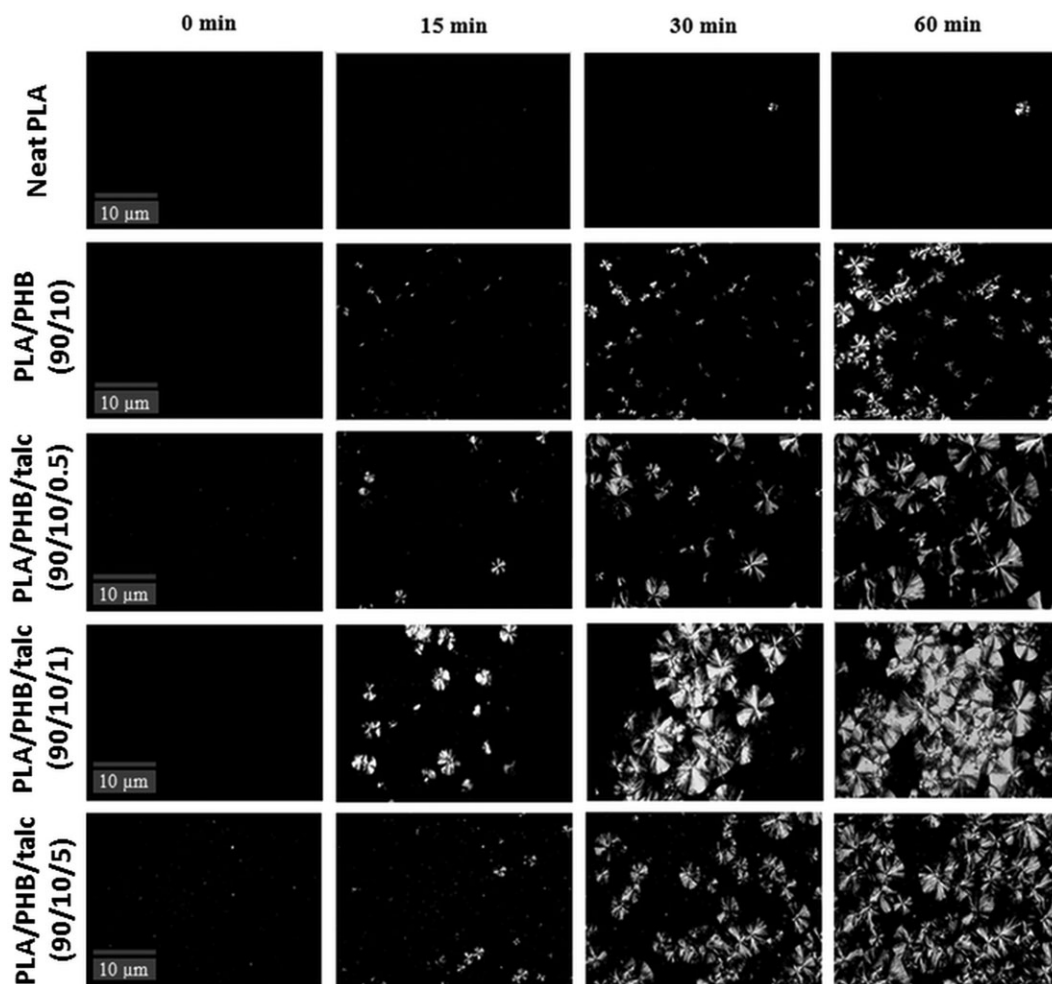 0 min
15 min
30 min
60 min
Neat PLA
10 µm
PLA/PHB
(90/10)
10 µm
PLA/PHB/talc
(90/10/0.5)
10 µm
PLA/PHB/talc
(90/10/1)
10 µm
PLA/PHB/talc
(90/10/5)
10 µm